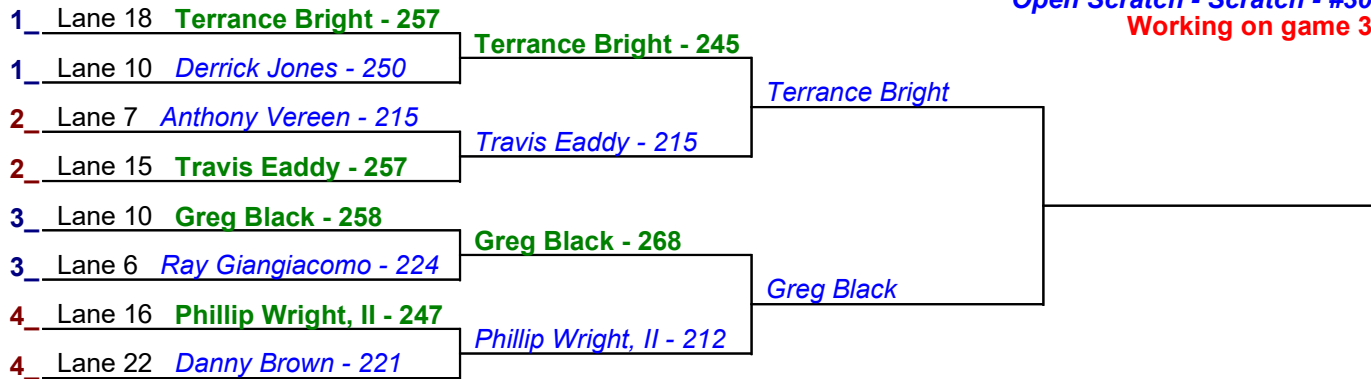 Open Scratch - Scratch - #30
Working on game 3
1_ Lane 18 Terrance Bright - 257
Terrance Bright - 245
1_ Lane 10 Derrick Jones - 250
Terrance Bright
2_ Lane 7 Anthony Vereen - 215
Travis Eaddy - 215
2_ Lane 15 Travis Eaddy - 257
3_ Lane 10 Greg Black - 258
Greg Black - 268
3_ Lane 6 Ray Giangiacomo - 224
Greg Black
4_ Lane 16 Phillip Wright, II - 247
Phillip Wright, II - 212
4_ Lane 22 Danny Brown - 221